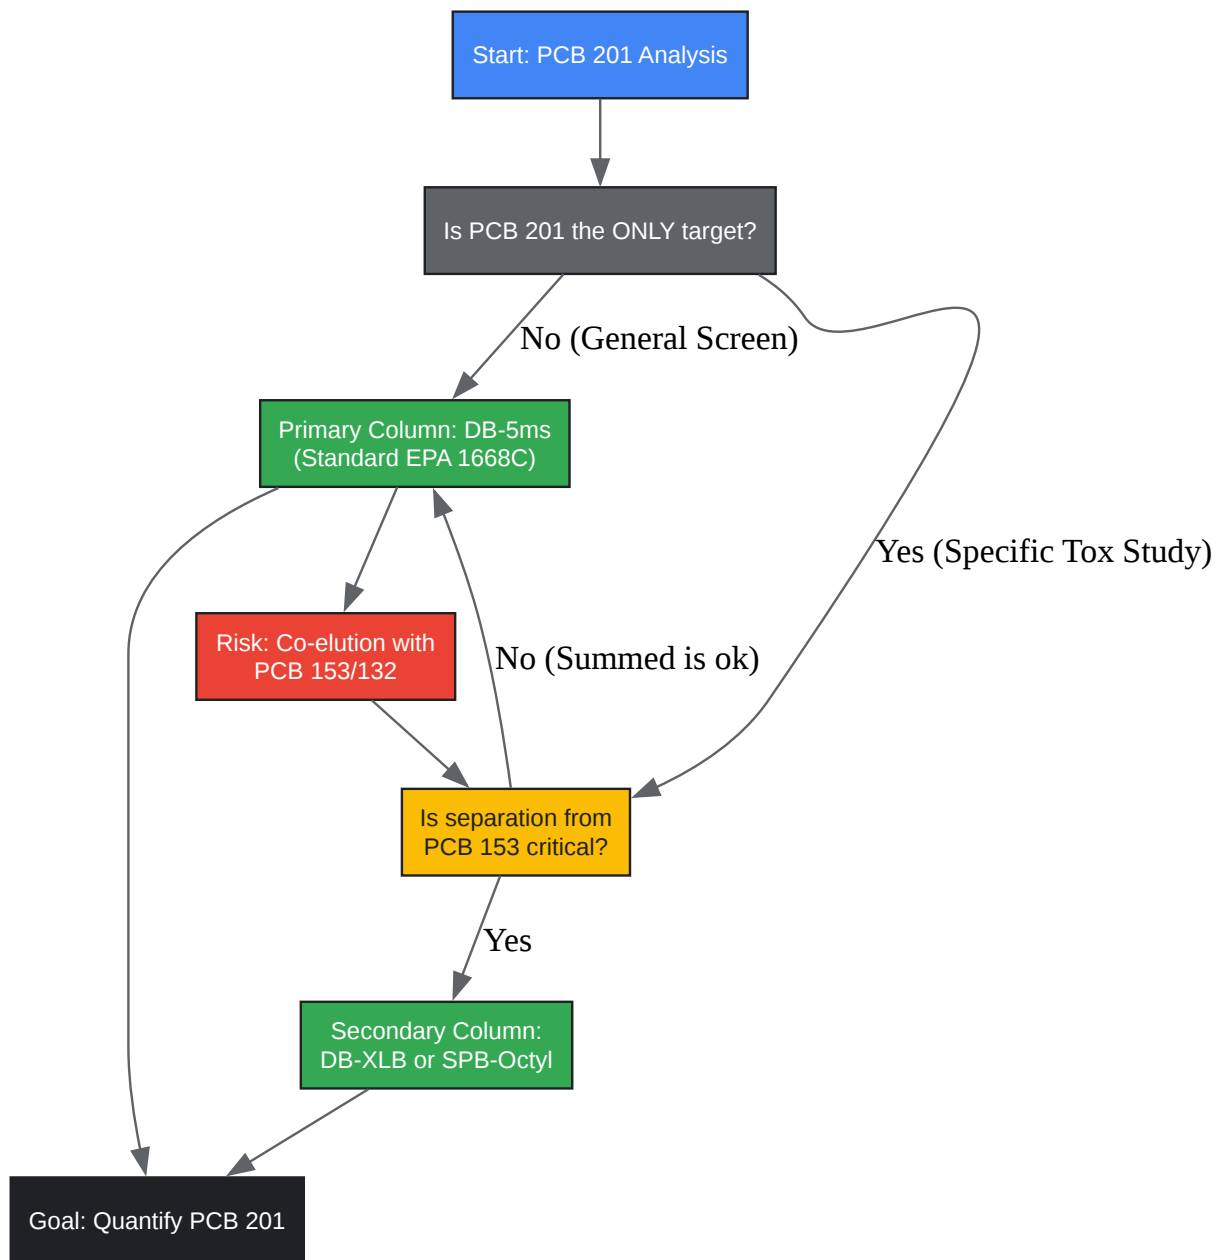 Start: PCB 201 Analysis
Is PCB 201 the ONLY target?
No (General Screen)
Primary Column: DB-5ms
(Standard EPA 1668C)
Yes (Specific Tox Study)
Risk: Co-elution with
PCB 153/132
No (Summed is ok)
Is separation from
PCB 153 critical?
Yes
Secondary Column:
DB-XLB or SPB-Octyl
Goal: Quantify PCB 201